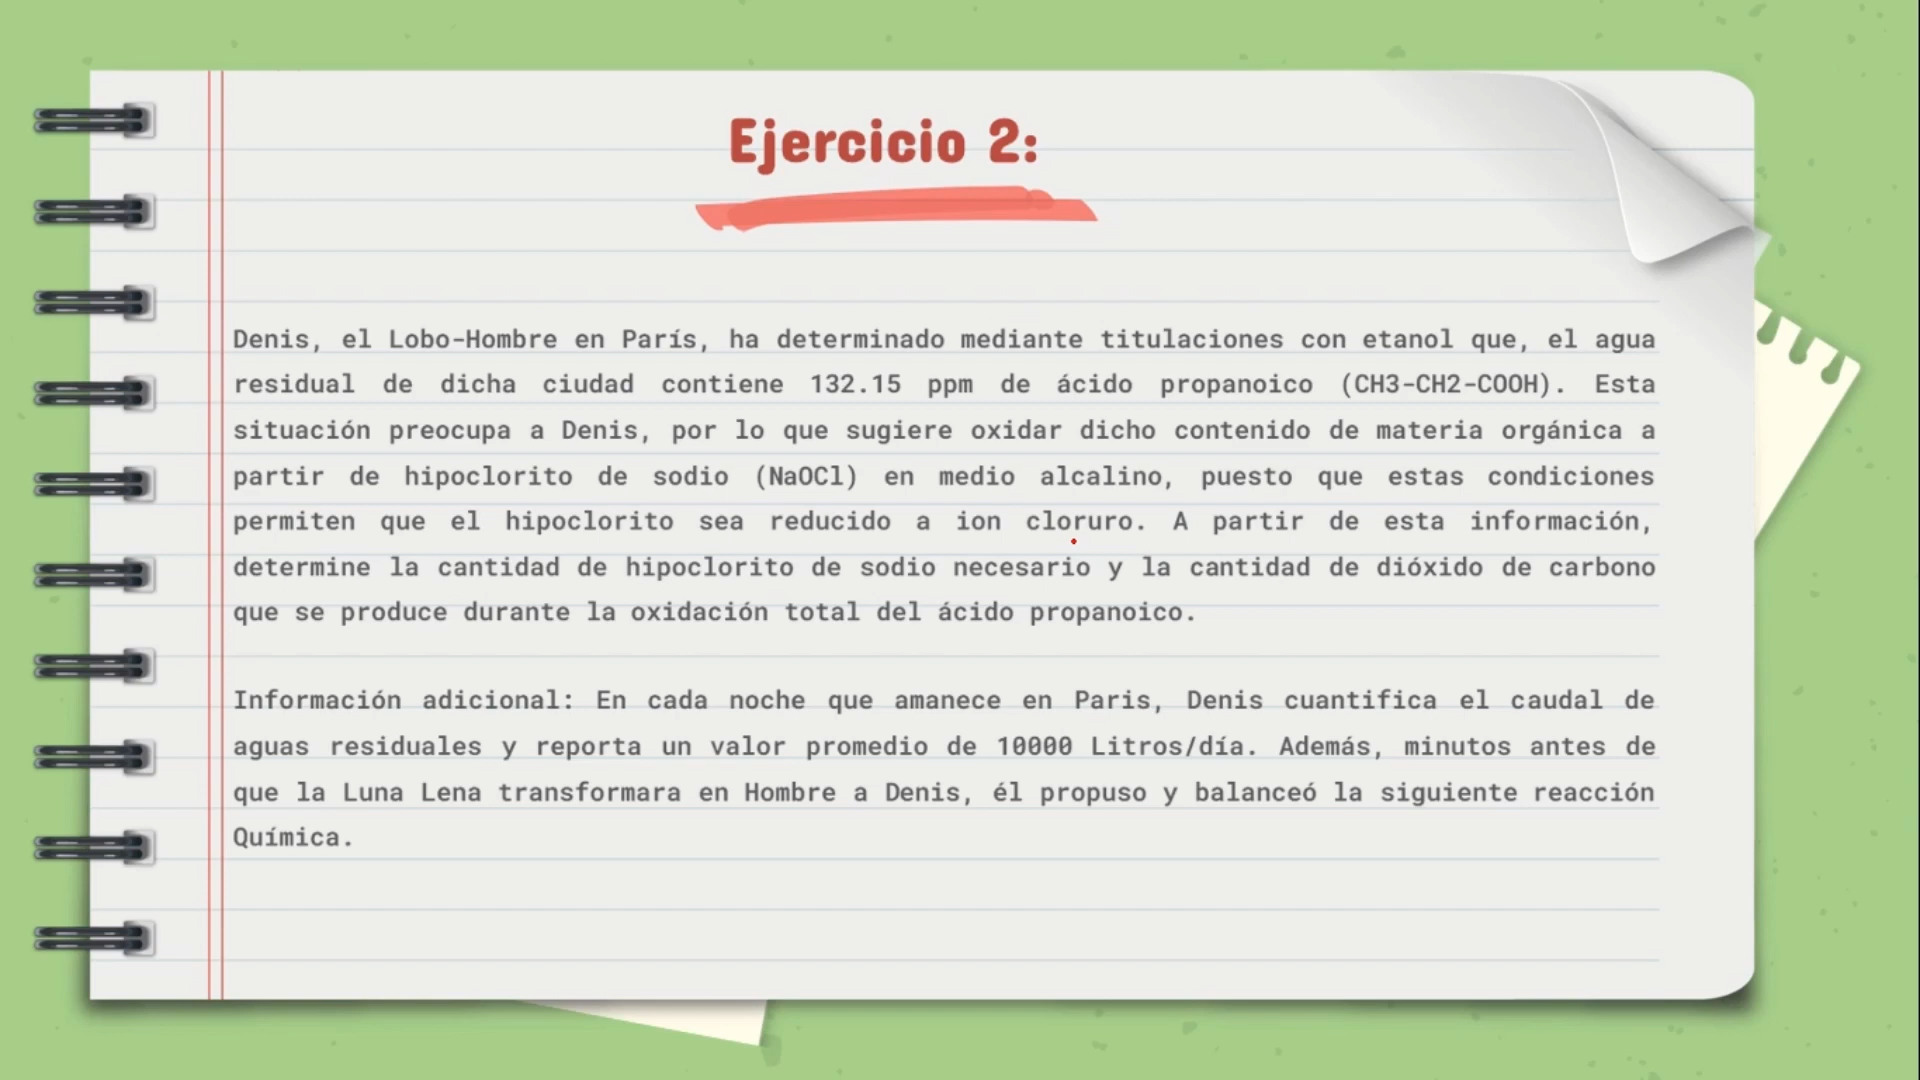 Ejercicio 2:
Denis, el Lobo-Hombre en París, ha determinado mediante titulaciones con etanol que, el agua
residual de dicha ciudad contiene 132.15 ppm de ácido propanoico (CH3-CH2-COOH). Esta
situación preocupa a Denis, por lo que sugiere oxidar dicho contenido de materia orgánica a
partir de hipoclorito de sodio (NaOCl) en medio alcalino, puesto que estas condiciones
permiten que el hipoclorito sea reducido a ion cloruro. A partir de esta información,
determine la cantidad de hipoclorito de sodio necesario y la cantidad de dióxido de carbono
que se produce durante la oxidación total del ácido propanoico.
Información adicional: En cada noche que amanece en Paris, Denis cuantifica el caudal de
aguas residuales y reporta un valor promedio de 10000 Litros/día. Además, minutos antes de
que la Luna Lena transformara en Hombre a Denis, él propuso y balanceó la siguiente reacción
Química.